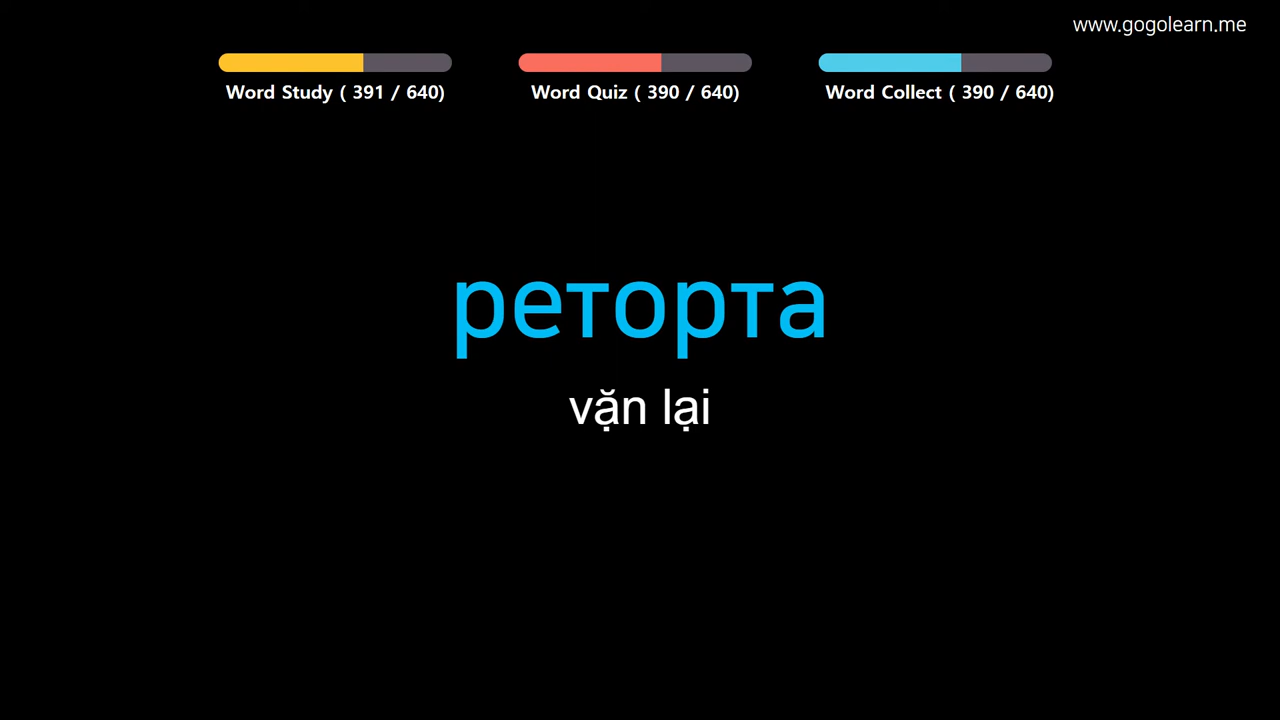 www.gogolearn.me
Word Study ( 391 / 640)
Word Quiz ( 390 / 640)
Word Collect ( 390 / 640)
реторта
vặn lại